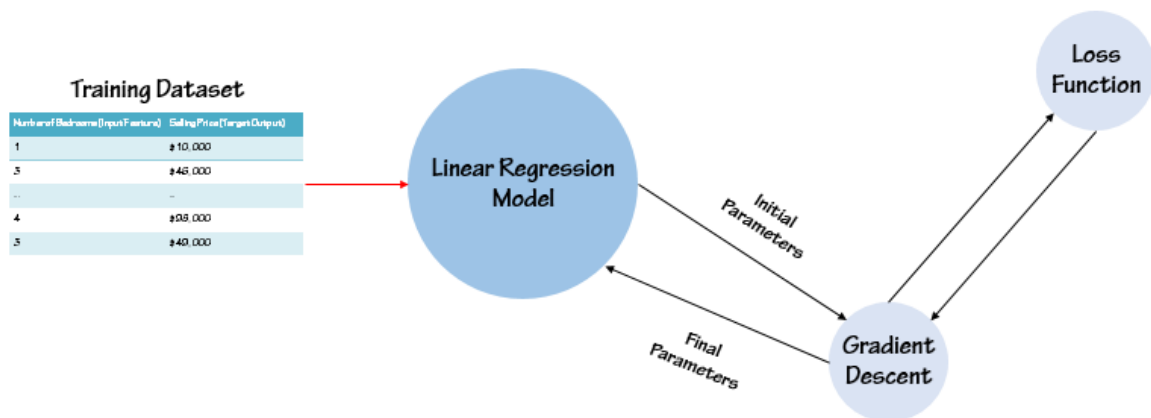 Training Dataset
Number of Bedrooms (Input Feature) Selling Price (Target Output)
1 $10,000
3 $45,000
... ...
4 $95,000
3 $49,000
Linear Regression
Model
Initial
Parameters
Final
Parameters
Gradient
Descent
Loss
Function